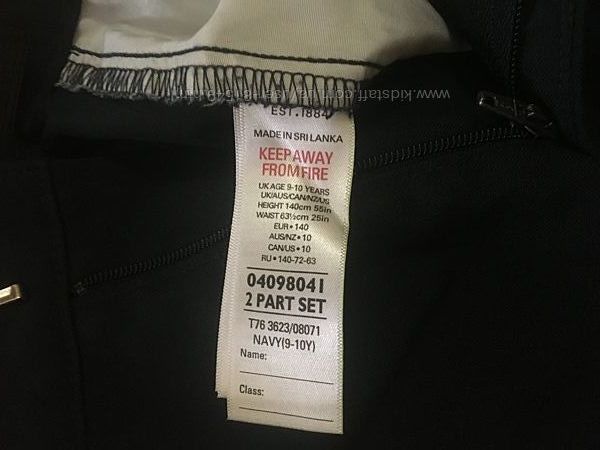 EST.1884
MADE IN SRI LANKA
KEEP AWAY
FROM FIRE
UK AGE 9-10 YEARS
UK/AUS/CAN/NZ/US
HEIGHT 140cm 55in
WAIST 63½cm 25in
EUR•140
AUS/NZ•10
CAN/US•10
RU•140-72-63
04098041
2 PART SET
T76 3623/08071
NAVY(9-10Y)
Name:
Class: